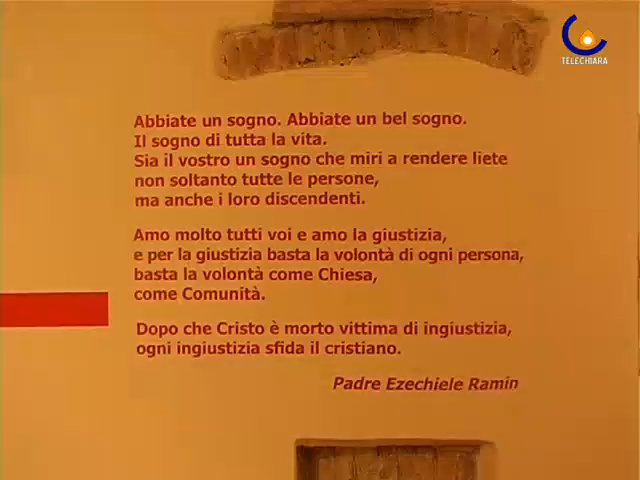 TELECHIARA
Abbiate un sogno. Abbiate un bel sogno.
Il sogno di tutta la vita.
Sia il vostro un sogno che miri a rendere liete
non soltanto tutte le persone,
ma anche i loro discendenti.
Amo molto tutti voi e amo la giustizia,
e per la giustizia basta la volontà di ogni persona,
basta la volontà come Chiesa,
come Comunità.
Dopo che Cristo è morto vittima di ingiustizia,
ogni ingiustizia sfida il cristiano.
Padre Ezechiele Ramin